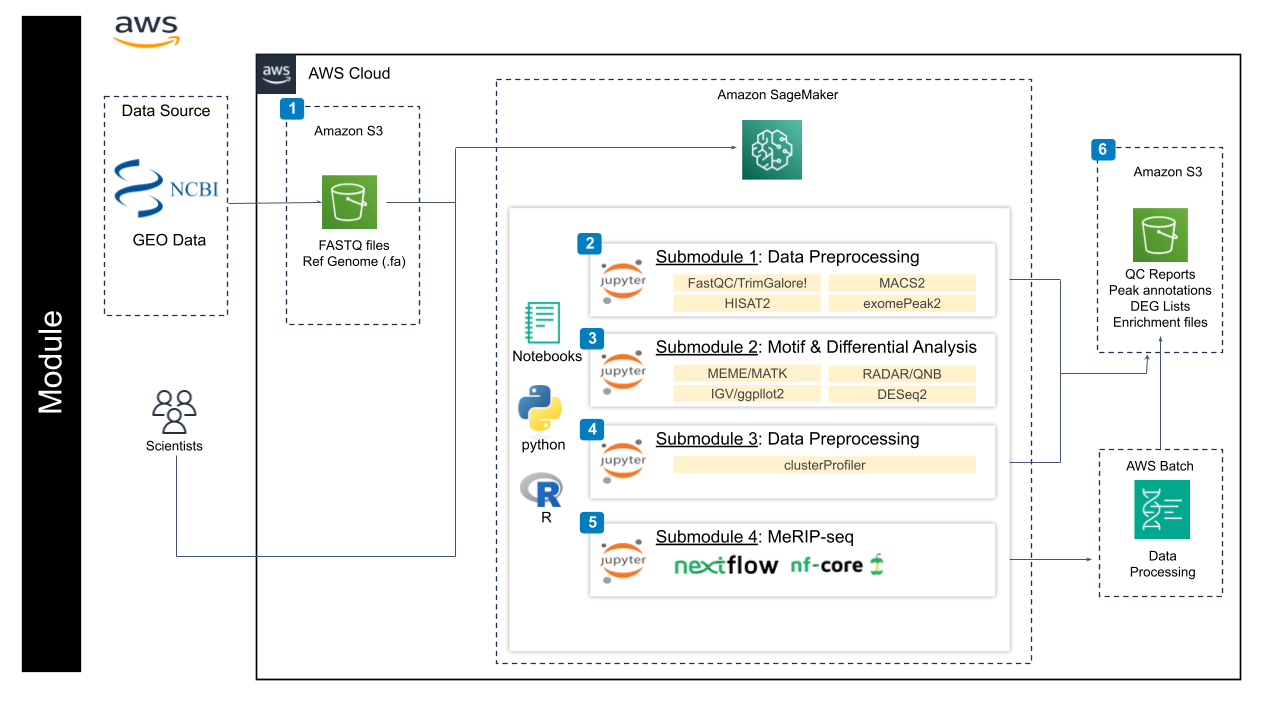 Module
aws
Data Source
NCBI
GEO Data
Scientists
aws
AWS Cloud
1
Amazon S3
FASTQ files
Ref Genome (.fa)
Amazon SageMaker
Notebooks
python
R
R
2
jupyter
Submodule 1: Data Preprocessing
FastQC/TrimGalore!
MACS2
HISAT2
exomePeak2
3
jupyter
Submodule 2: Motif & Differential Analysis
MEME/MATK
RADAR/QNB
IGV/ggpllot2
DESeq2
4
jupyter
Submodule 3: Data Preprocessing
clusterProfiler
5
jupyter
Submodule 4: MeRIP-seq
nextflow
nf-core
6
Amazon S3
QC Reports
Peak annotations
DEG Lists
Enrichment files
AWS Batch
Data
Processing